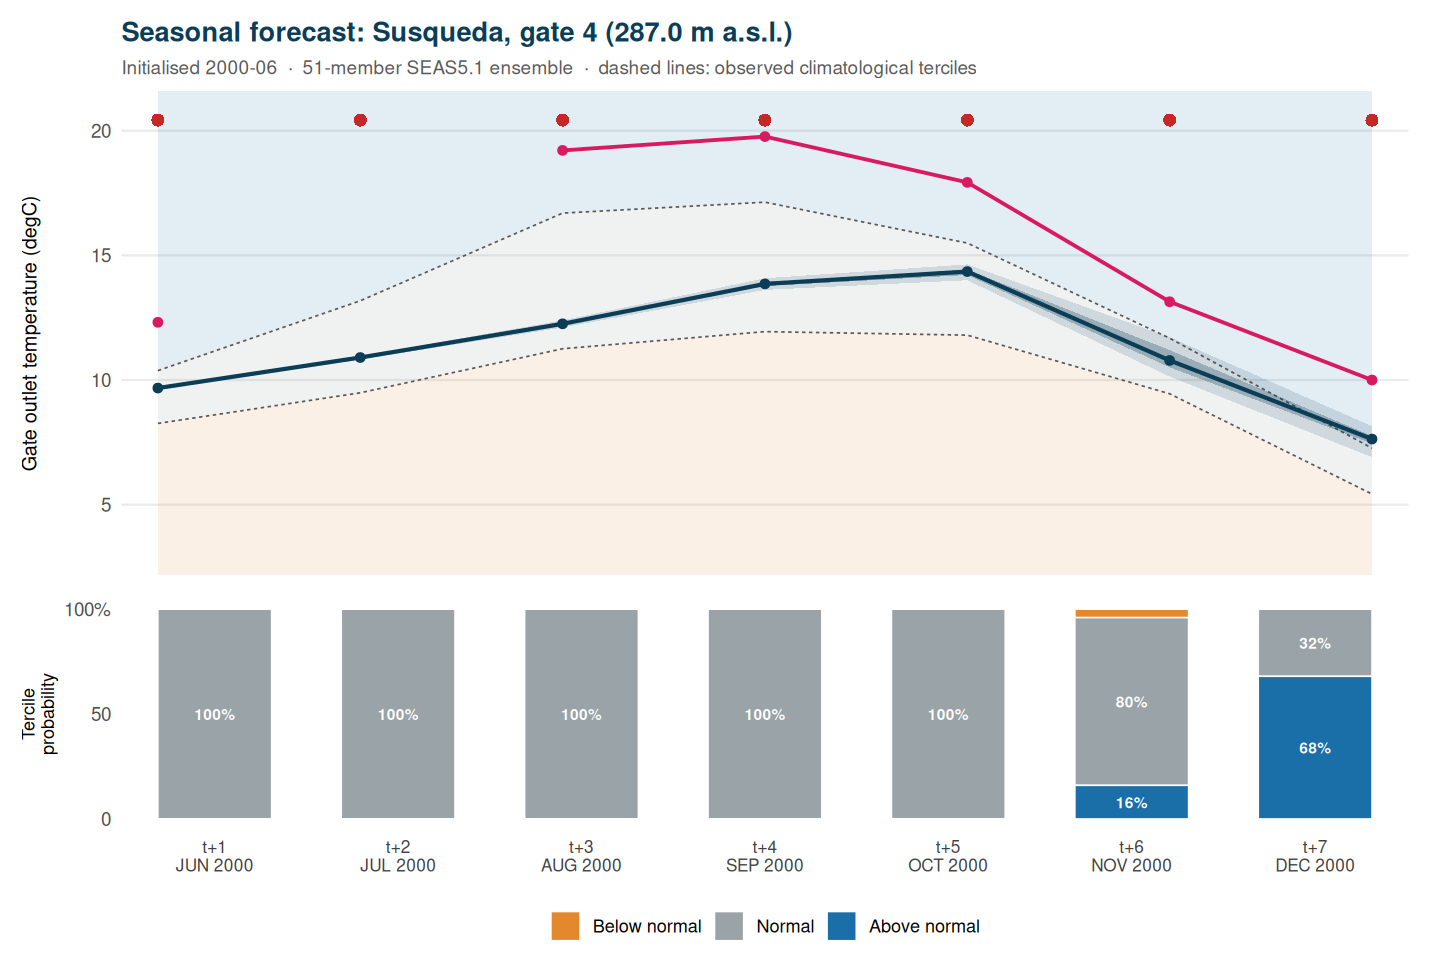 Seasonal forecast: Susqueda, gate 4 (287.0 m a.s.l.)
Initialised 2000-06 · 51-member SEAS5.1 ensemble · dashed lines: observed climatological terciles
Gate outlet temperature (degC)
20
15
10
5
Tercile
probability
100%
50
0
100%
100%
100%
100%
100%
80%
16%
32%
68%
t+1
JUN 2000
t+2
JUL 2000
t+3
AUG 2000
t+4
SEP 2000
t+5
OCT 2000
t+6
NOV 2000
t+7
DEC 2000
Below normal
Normal
Above normal